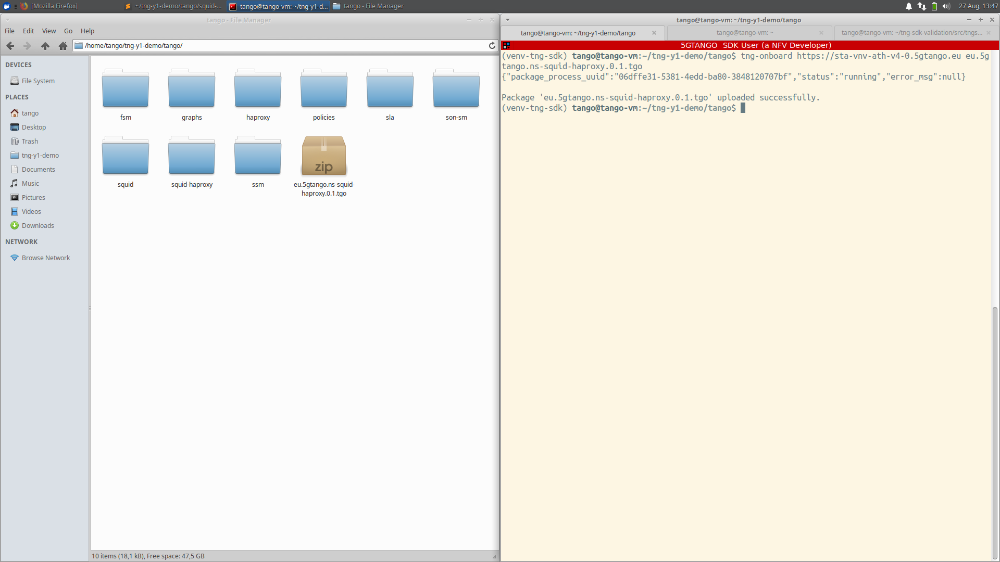 [Mozilla Firefox]
~/tng-y1-demo/tango/squid-...
tango@tango-vm: ~/tng-y1-d...
tango - File Manager
27 Aug, 13:47
tango - File Manager
File Edit View Go Help
/home/tango/tng-y1-demo/tango/
DEVICES
File System
PLACES
tango
Desktop
Trash
tng-y1-demo
Documents
Music
Pictures
Videos
Downloads
NETWORK
Browse Network
fsm
graphs
haproxy
policies
sla
son-sm
squid
squid-haproxy
ssm
zip
eu.5gtango.ns-squid-
haproxy.0.1.tgo
10 items (18,1 kB), Free space: 47,5 GB
tango@tango-vm: ~/tng-y1-demo/tango
tango@tango-vm: ~/tng-y1-demo/tango
tango@tango-vm: ~
tango@tango-vm: ~/tng-sdk-validation/src/tngs...
5GTANGO SDK User (a NFV Developer)
(venv-tng-sdk) tango@tango-vm:~/tng-y1-demo/tango$ tng-onboard https://sta-vnv-ath-v4-0.5gtango.eu eu.5g
tango.ns-squid-haproxy.0.1.tgo
{"package_process_uuid":"06dffe31-5381-4edd-ba80-3848120707bf","status":"running","error_msg":null}
Package 'eu.5gtango.ns-squid-haproxy.0.1.tgo' uploaded successfully.
(venv-tng-sdk) tango@tango-vm:~/tng-y1-demo/tango$